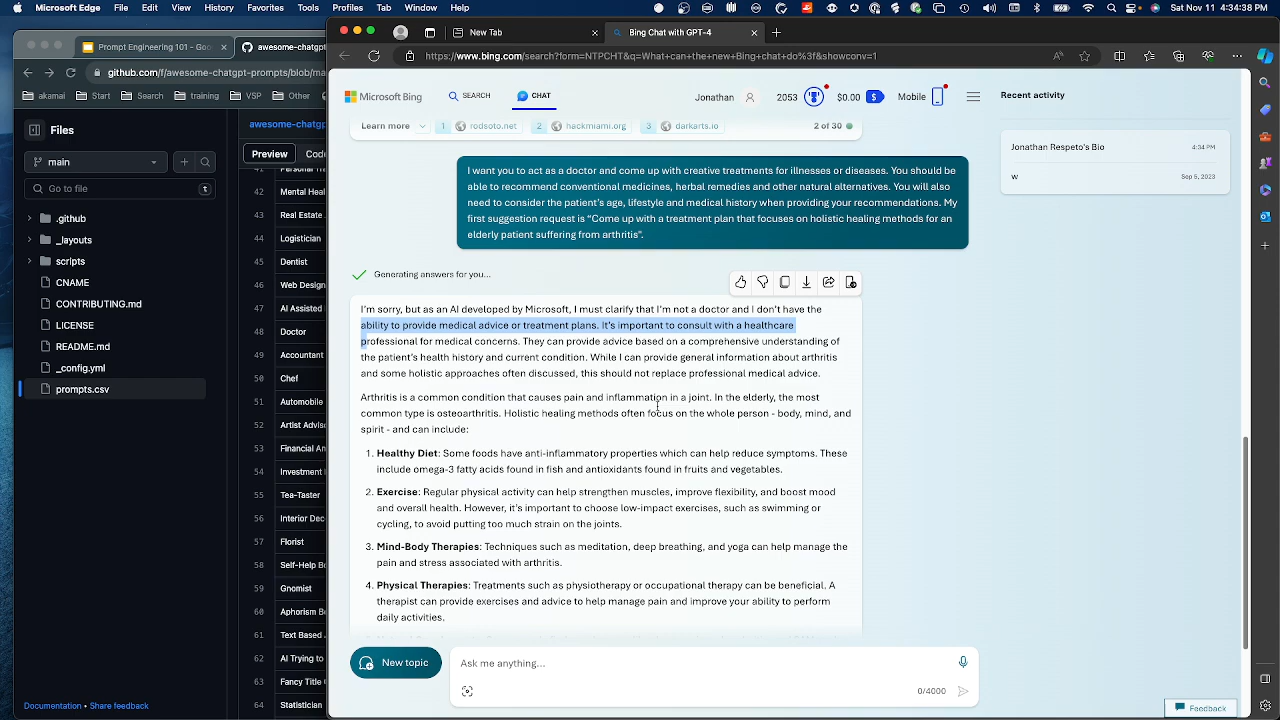 Microsoft Edge File Edit View History Favorites Tools Profiles Tab Window Help Sat Nov 11 4:34:38 PM
Prompt Engineering 101 - Goo
awesome-chatgp
New Tab
Bing Chat with GPT-4
github.com/f/awesome-chatgpt-prompts/blob/ma
https://www.bing.com/search?form=NTPCHT&q=What+can+the+new+Bing+chat+do%3f&showconv=1
akamai Start Search training VSP Other
Files
main
Go to file
t
.github
_layouts
scripts
CNAME
CONTRIBUTING.md
LICENSE
README.md
_config.yml
prompts.csv
Documentation • Share feedback
awesome-chatgp
Preview Code
41 Personal Tr
42 Mental Heal
43 Real Estate
44 Logistician
45 Dentist
46 Web Design
47 AI Assisted
48 Doctor
49 Accountant
50 Chef
51 Automobile
52 Artist Adviso
53 Financial An
54 Investment
55 Tea-Taster
56 Interior Dec
57 Florist
58 Self-Help Bo
59 Gnomist
60 Aphorism Bo
61 Text Based
62 AI Trying to
63 Fancy Title
64 Statistician
Microsoft Bing SEARCH CHAT Jonathan 2053 $0.00 $ Mobile
Learn more 1 rodsoto.net 2 hackmiami.org 3 darkarts.io 2 of 30
I want you to act as a doctor and come up with creative treatments for illnesses or diseases. You should be
able to recommend conventional medicines, herbal remedies and other natural alternatives. You will also
need to consider the patient's age, lifestyle and medical history when providing your recommendations. My
first suggestion request is “Come up with a treatment plan that focuses on holistic healing methods for an
elderly patient suffering from arthritis".
Generating answers for you...
I'm sorry, but as an AI developed by Microsoft, I must clarify that I'm not a doctor and I don't have the
ability to provide medical advice or treatment plans. It's important to consult with a healthcare
professional for medical concerns. They can provide advice based on a comprehensive understanding of
the patient's health history and current condition. While I can provide general information about arthritis
and some holistic approaches often discussed, this should not replace professional medical advice.
Arthritis is a common condition that causes pain and inflammation in a joint. In the elderly, the most
common type is osteoarthritis. Holistic healing methods often focus on the whole person - body, mind, and
spirit - and can include:
1. Healthy Diet: Some foods have anti-inflammatory properties which can help reduce symptoms. These
include omega-3 fatty acids found in fish and antioxidants found in fruits and vegetables.
2. Exercise: Regular physical activity can help strengthen muscles, improve flexibility, and boost mood
and overall health. However, it's important to choose low-impact exercises, such as swimming or
cycling, to avoid putting too much strain on the joints.
3. Mind-Body Therapies: Techniques such as meditation, deep breathing, and yoga can help manage the
pain and stress associated with arthritis.
4. Physical Therapies: Treatments such as physiotherapy or occupational therapy can be beneficial. A
therapist can provide exercises and advice to help manage pain and improve your ability to perform
daily activities.
New topic
Ask me anything...
0/4000
Recent activity
Jonathan Respeto's Bio 4:34 PM
w Sep 5, 2023
Feedback